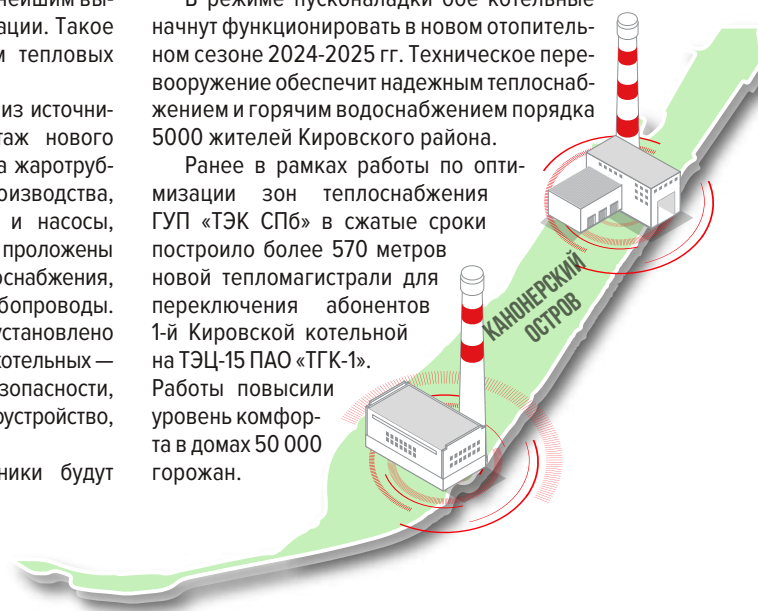 нейшим вы-
ации. Такое
м тепловых
из источни-
таж нового
а жаротруб-
оизводства,
и насосы,
проложены
оснабжения,
бопроводы.
установлено
котельных —
зопасности,
оустройство,
ники будут
В режиме пусконаладки обе котельные
начнут функционировать в новом отопитель-
ном сезоне 2024-2025 гг. Техническое пере-
вооружение обеспечит надежным теплоснаб-
жением и горячим водоснабжением порядка
5000 жителей Кировского района.
Ранее в рамках работы по опти-
мизации зон теплоснабжения
ГУП «ТЭК СПб» в сжатые сроки
построило более 570 метров
новой тепломагистрали для
переключения абонентов
1-й Кировской котельной
на ТЭЦ-15 ПАО «ТГК-1».
Работы повысили
уровень комфор-
та в домах 50 000
горожан.
КАНОНЕРСКИЙ
ОСТРОВ